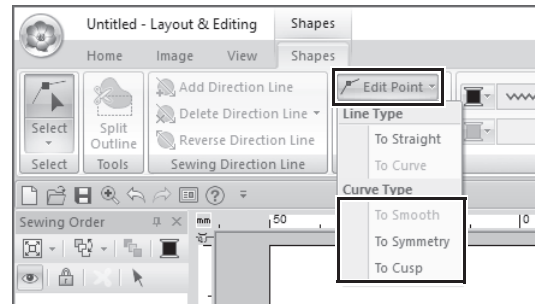 Untitled - Layout & Editing
Shapes
Home
Image
View
Shapes
Select
Split
Outline
Add Direction Line
Delete Direction Line
Reverse Direction Line
Edit Point
Line Type
To Straight
To Curve
Curve Type
To Smooth
To Symmetry
To Cusp
Select
Tools
Sewing Direction Line
Sewing Order
mm
50
0